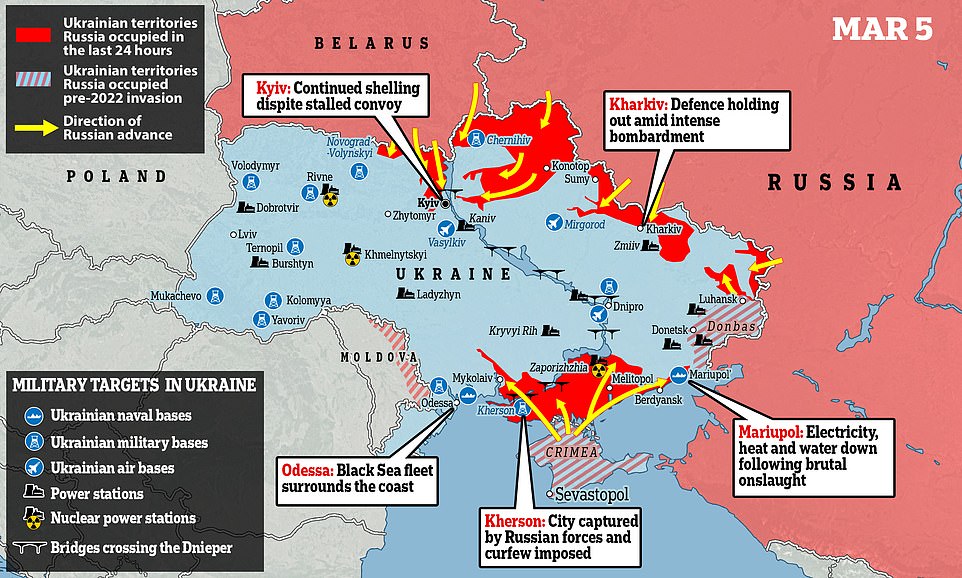 MAR 5
Ukrainian territories
Russia occupied in
the last 24 hours
Ukrainian territories
Russia occupied
pre-2022 invasion
Direction of
Russian advance
BELARUS
POLAND
RUSSIA
UKRAINE
MOLDOVA
CRIMEA
Donbas
Kyiv: Continued shelling
dispite stalled convoy
Kharkiv: Defence holding
out amid intense
bombardment
Novograd
-Volynskyi
Chernihiv
Volodymyr
Rivne
Konotop
Sumy
Dobrotvir
Kyiv
Zhytomyr
Kaniv
Mirgorod
Kharkiv
Lviv
Vasylkiv
Zmiiv
Ternopil
Burshtyn
Khmelnytskyi
Mukachevo
Kolomyya
Ladyzhyn
Luhansk
Yavoriv
Dnipro
Kryvyi Rih
Donetsk
Zaporizhzhia
Mykolaiv
Melitopol
Mariupol
Odessa
Kherson
Berdyansk
Sevastopol
MILITARY TARGETS IN UKRAINE
Ukrainian naval bases
Ukrainian military bases
Ukrainian air bases
Power stations
Nuclear power stations
Bridges crossing the Dnieper
Odessa: Black Sea fleet
surrounds the coast
Kherson: City captured
by Russian forces and
curfew imposed
Mariupol: Electricity,
heat and water down
following brutal
onslaught